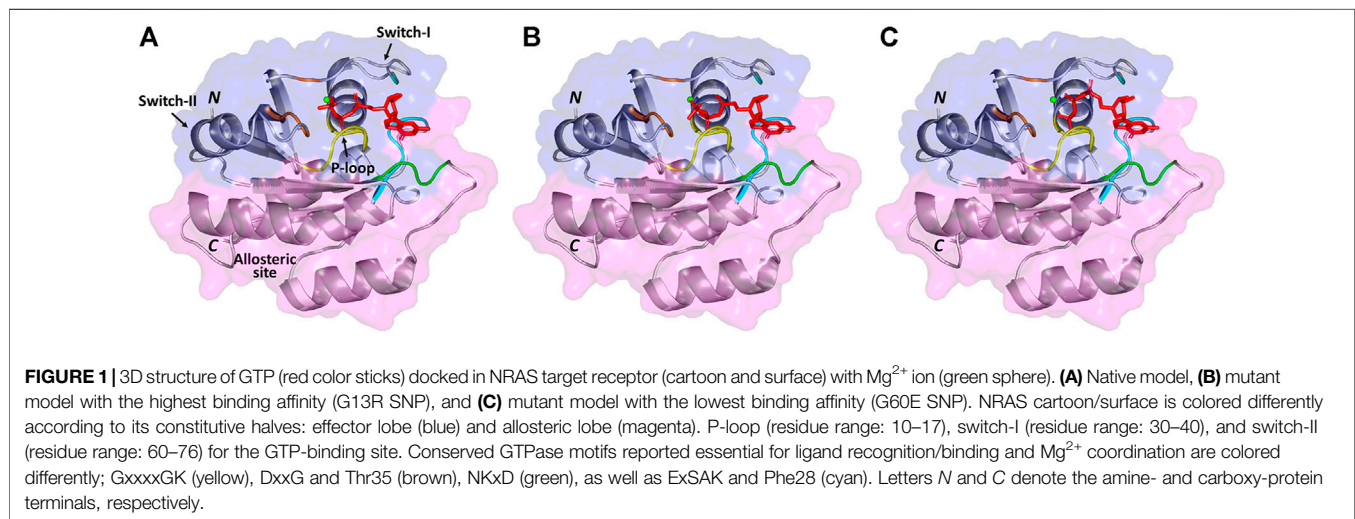 A
Switch-I
Switch-II
N
P-loop
C
Allosteric
site
B
N
C
C
N
C
FIGURE 1 | 3D structure of GTP (red color sticks) docked in NRAS target receptor (cartoon and surface) with Mg2+ ion (green sphere). (A) Native model, (B) mutant
model with the highest binding affinity (G13R SNP), and (C) mutant model with the lowest binding affinity (G60E SNP). NRAS cartoon/surface is colored differently
according to its constitutive halves: effector lobe (blue) and allosteric lobe (magenta). P-loop (residue range: 10–17), switch-I (residue range: 30–40), and switch-II
(residue range: 60–76) for the GTP-binding site. Conserved GTPase motifs reported essential for ligand recognition/binding and Mg2+ coordination are colored
differently; GxxxxGK (yellow), DxxG and Thr35 (brown), NKxD (green), as well as ExSAK and Phe28 (cyan). Letters N and C denote the amine- and carboxy-protein
terminals, respectively.